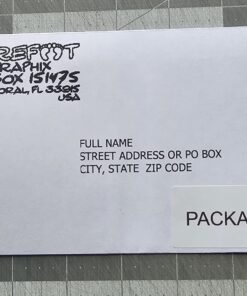 REFOOT
RAPHIX
BOX 151475
ORAL, FL 33915
USA
FULL NAME
STREET ADDRESS OR PO BOX
CITY, STATE ZIP CODE
PACKA